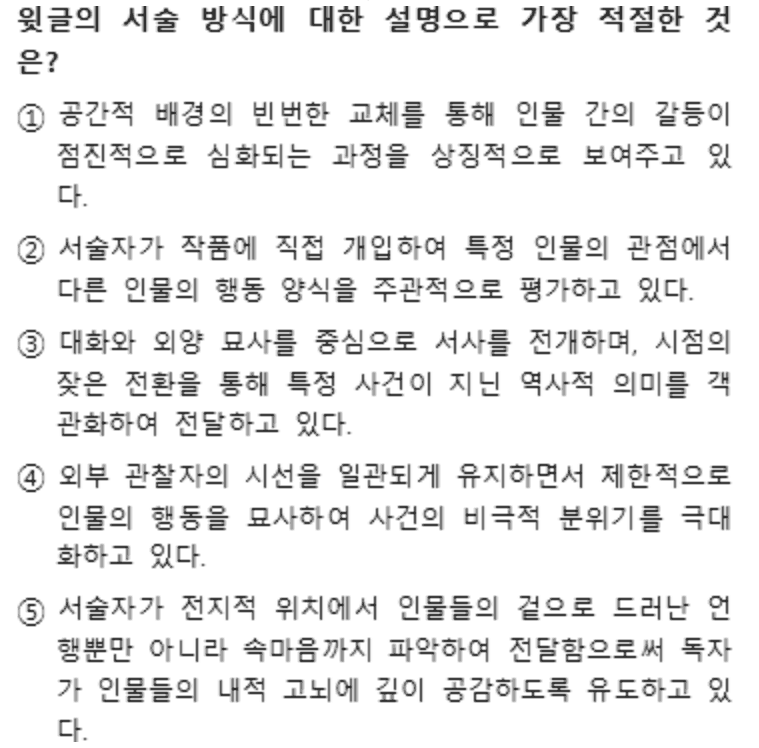 윗글의 서술 방식에 대한 설명으로 가장 적절한 것
은?
① 공간적 배경의 빈번한 교체를 통해 인물 간의 갈등이
점진적으로 심화되는 과정을 상징적으로 보여주고 있
다.
② 서술자가 작품에 직접 개입하여 특정 인물의 관점에서
다른 인물의 행동 양식을 주관적으로 평가하고 있다.
③ 대화와 외양 묘사를 중심으로 서사를 전개하며, 시점의
잦은 전환을 통해 특정 사건이 지닌 역사적 의미를 객
관화하여 전달하고 있다.
④ 외부 관찰자의 시선을 일관되게 유지하면서 제한적으로
인물의 행동을 묘사하여 사건의 비극적 분위기를 극대
화하고 있다.
⑤ 서술자가 전지적 위치에서 인물들의 겉으로 드러난 언
행뿐만 아니라 속마음까지 파악하여 전달함으로써 독자
가 인물들의 내적 고뇌에 깊이 공감하도록 유도하고 있
다.